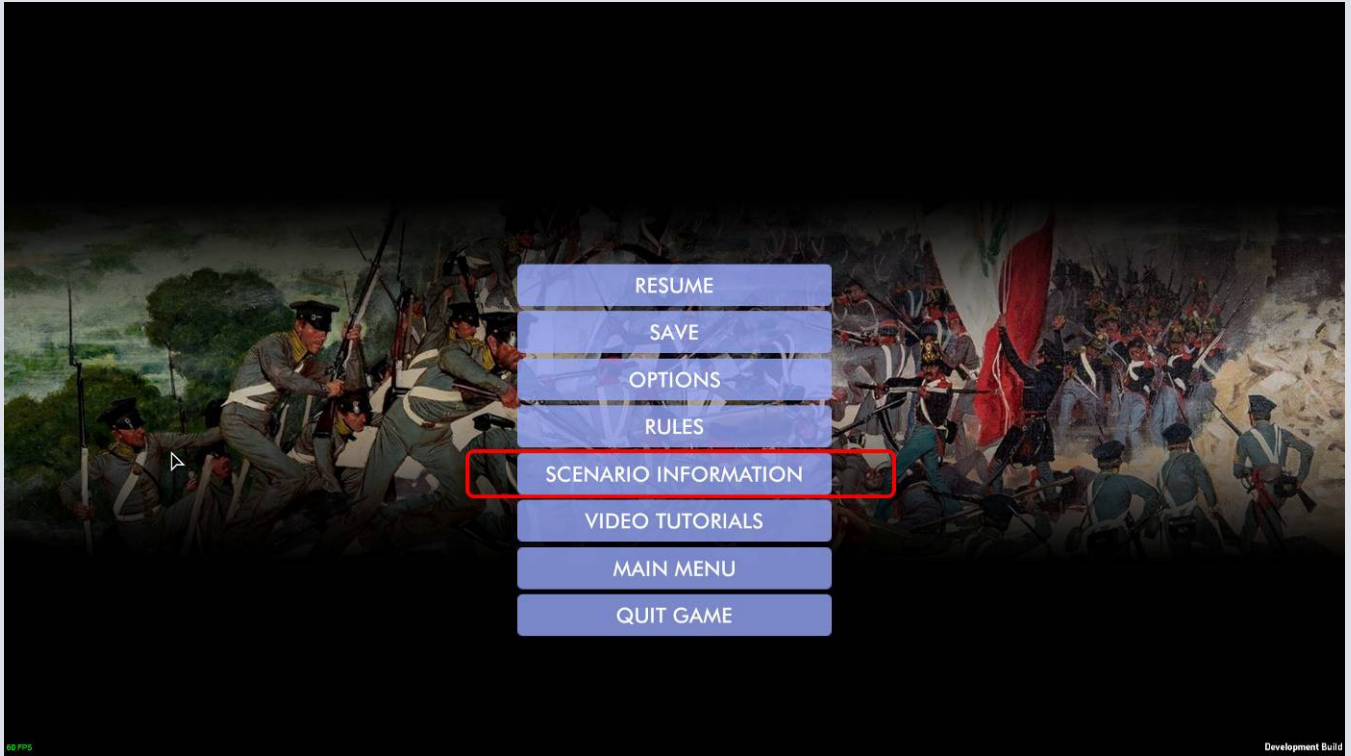 RESUME
SAVE
OPTIONS
RULES
SCENARIO INFORMATION
VIDEO TUTORIALS
MAIN MENU
QUIT GAME
60 FPS
Development Build